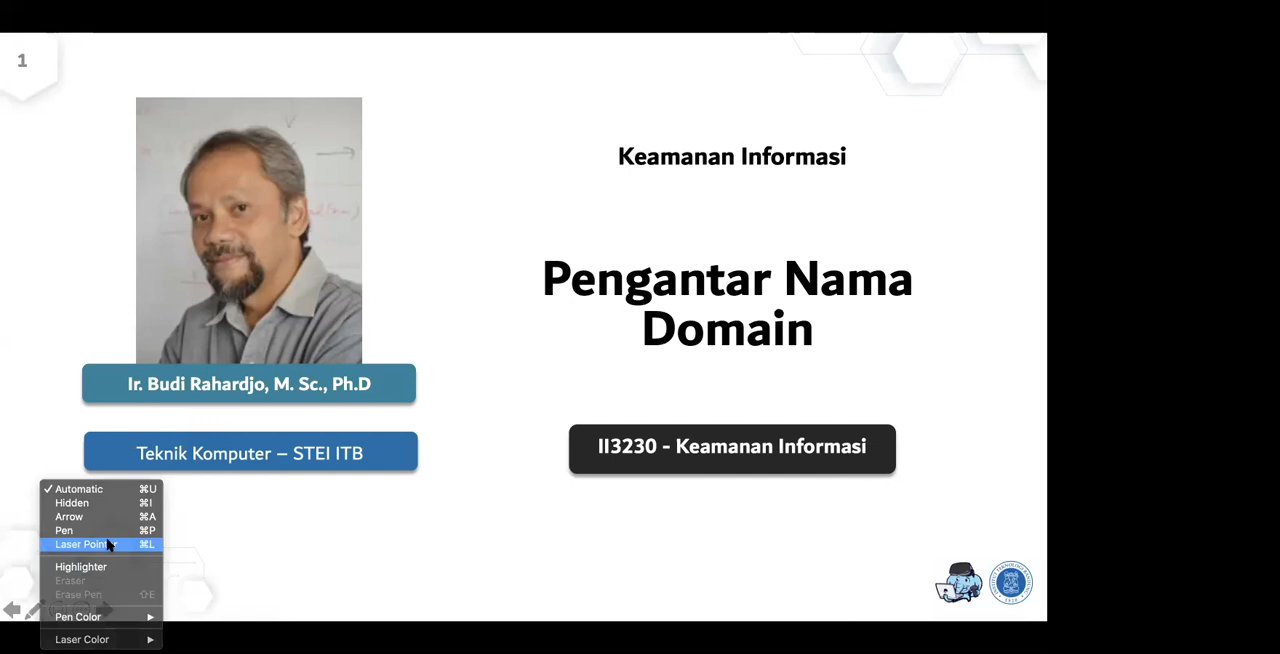 1
Keamanan Informasi
Pengantar Nama
Domain
Ir. Budi Rahardjo, M. Sc., Ph.D
Teknik Komputer – STEI ITB
II3230 - Keamanan Informasi
✓ Automatic ⌘U
Hidden ⌘I
Arrow ⌘A
Pen ⌘P
Laser Pointer ⌘L
Highlighter
Eraser
Erase Pen ⇧E
Pen Color ▶
Laser Color ▶